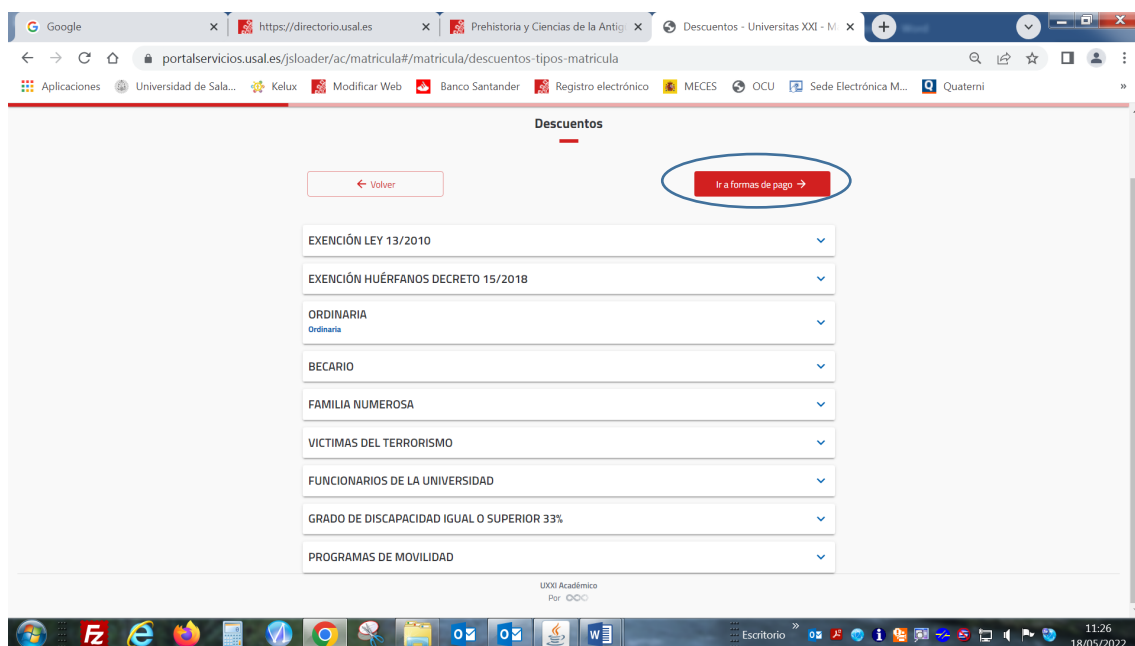 Google
https://directorio.usal.es
Prehistoria y Ciencias de la Antig
Descuentos - Universitas XXI - M
portalservicios.usal.es/jsloader/ac/matricula#/matricula/descuentos-tipos-matricula
Aplicaciones
Universidad de Sala...
Kelux
Modificar Web
Banco Santander
Registro electrónico
MECES
OCU
Sede Electrónica M...
Quaterni
»
Descuentos
← Volver
Ir a formas de pago →
EXENCIÓN LEY 13/2010
EXENCIÓN HUÉRFANOS DECRETO 15/2018
ORDINARIA
Ordinaria
BECARIO
FAMILIA NUMEROSA
VICTIMAS DEL TERRORISMO
FUNCIONARIOS DE LA UNIVERSIDAD
GRADO DE DISCAPACIDAD IGUAL O SUPERIOR 33%
PROGRAMAS DE MOVILIDAD
UXXI Académico
Por
Escritorio
»
11:26
18/05/2022